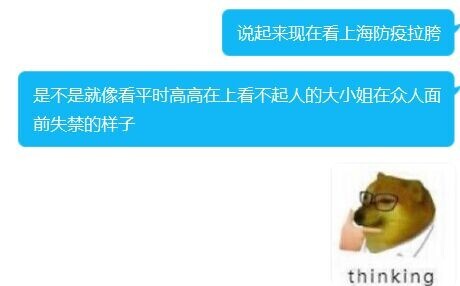 说起来现在看上海防疫拉胯
是不是就像看平时高高在上看不起人的大小姐在众人面
前失禁的样子
thinking